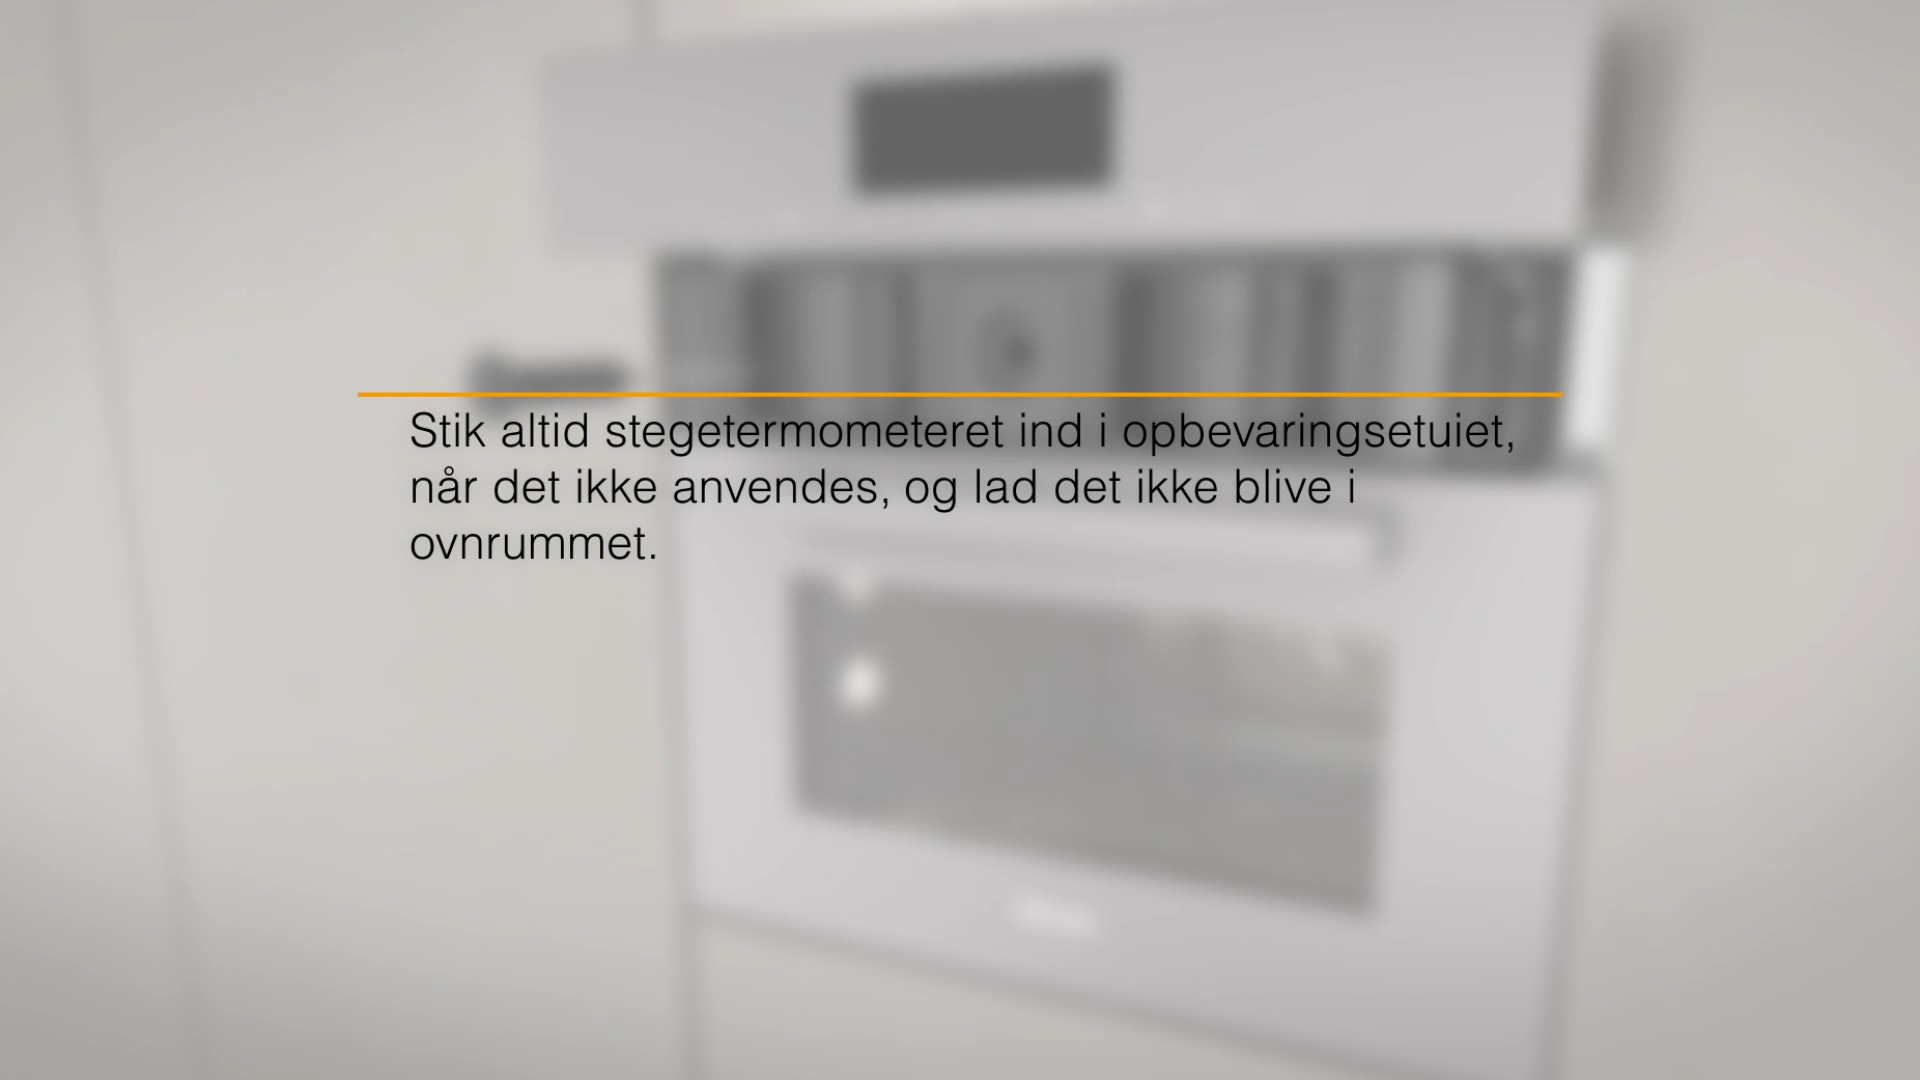 Stik altid stegetermometeret ind i opbevaringsetuiet,
når det ikke anvendes, og lad det ikke blive i
ovnrummet.